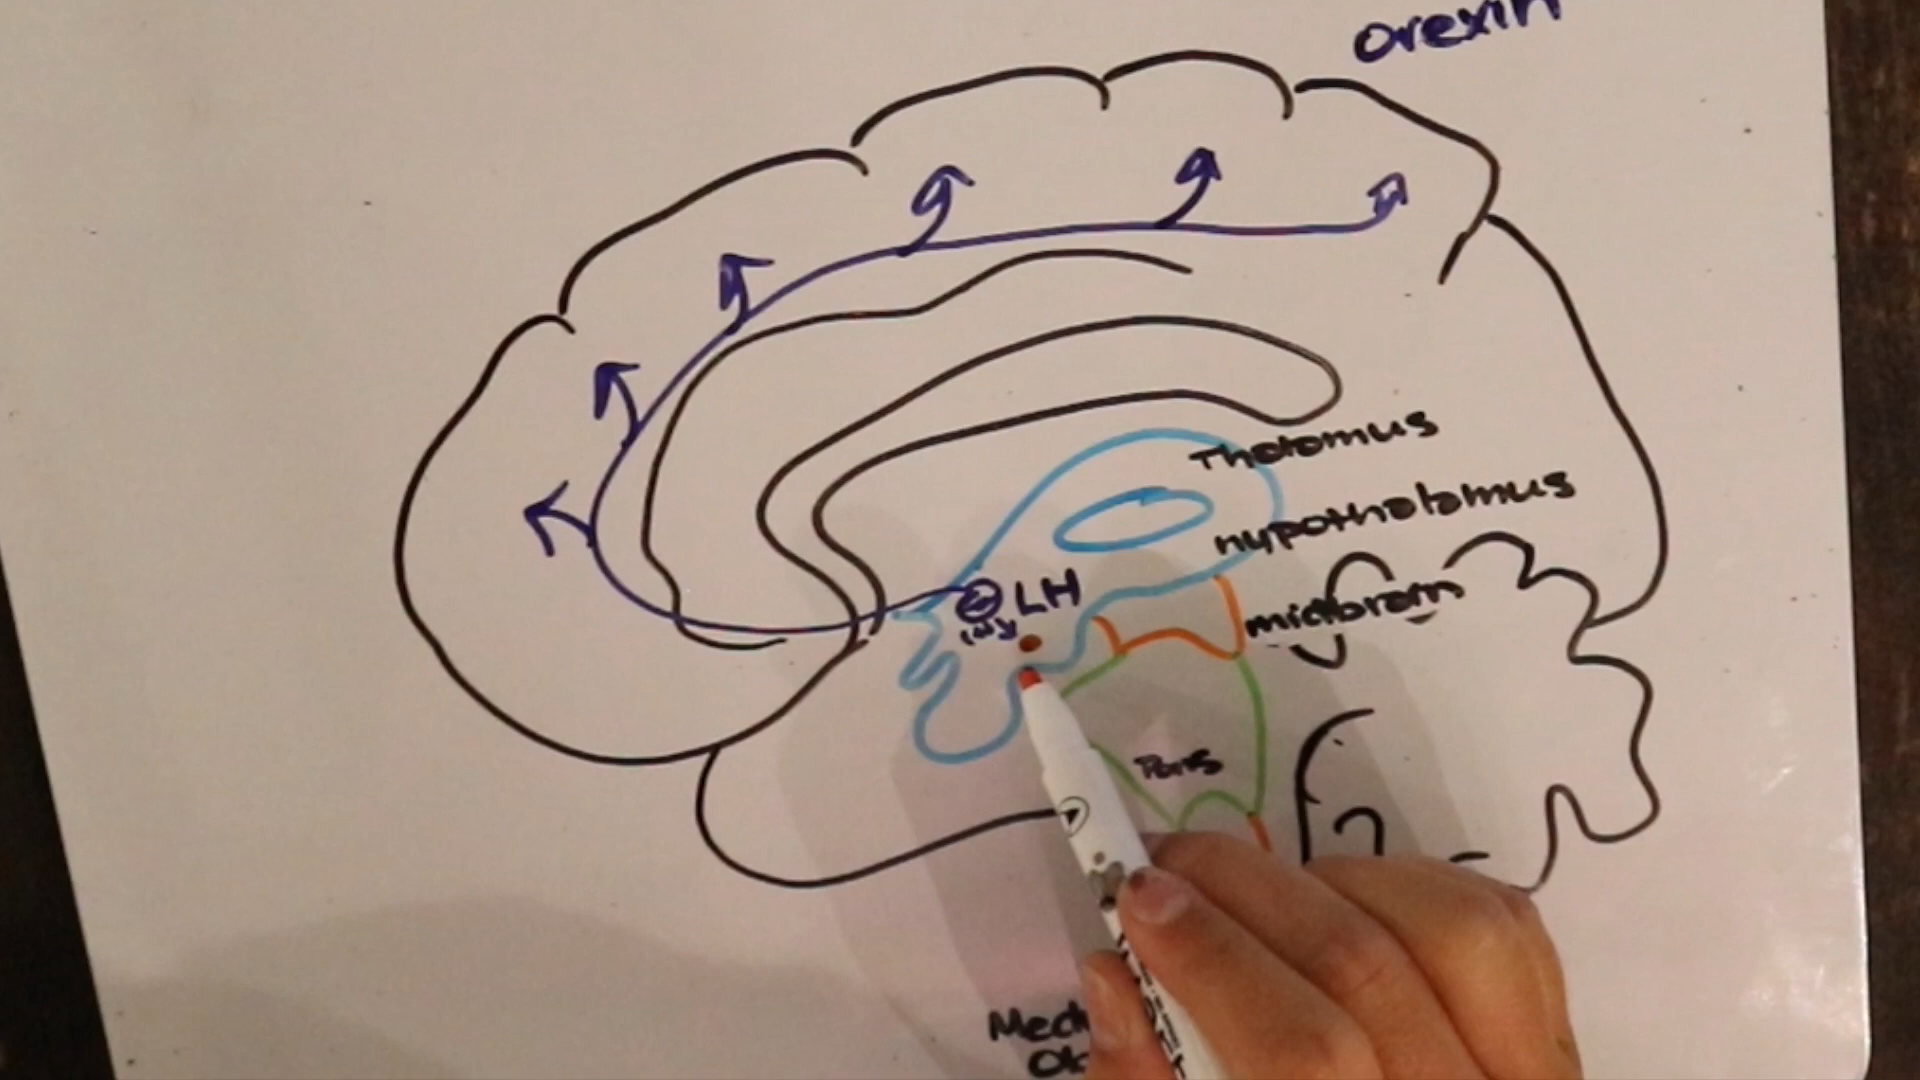 orexin
Thalamus
hypothalamus
LH
midbrain
Pons